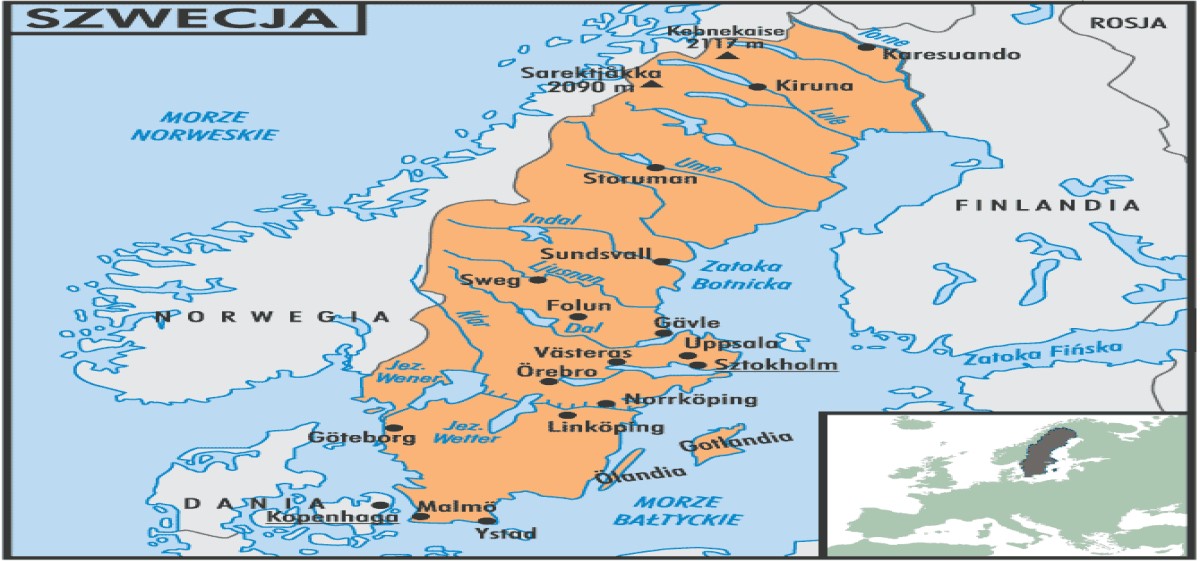 SZWECJA
ROSJA
Kebnekaise
2117 m
Torne
Karesuando
Sarektjåkka
2090 m
Kiruna
MORZE
NORWESKIE
Lule
Ume
Storuman
FINLANDIA
Indal
Sundsvall
Zatoka
Botnicka
Ljusnan
Sweg
Folun
NORWEGIA
Klar
Dal
Gävle
Uppsala
Västeras
Sztokholm
Zatoka Fińska
Jez.
Wener
Örebro
Norrköping
Linköping
Göteborg
Jez.
Wetter
Gotlandia
Ölandia
DANIA
Kopenhaga
Malmö
Ystad
MORZE
BAŁTYCKIE